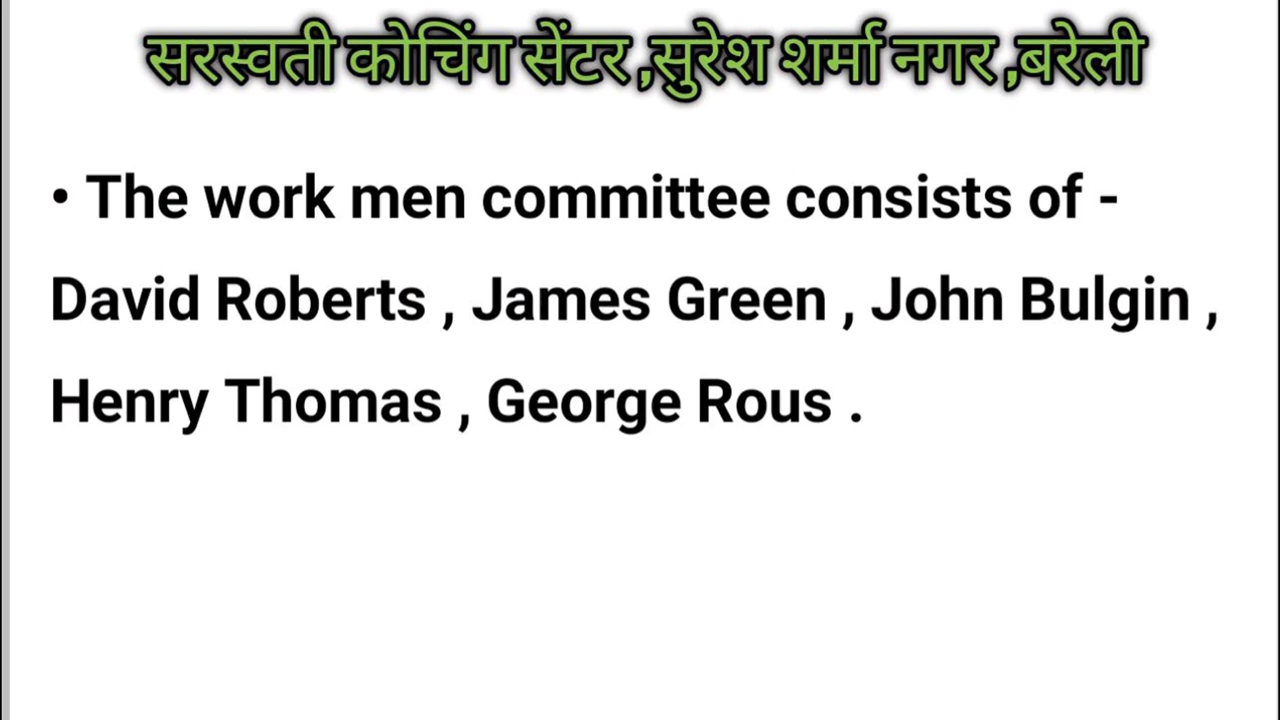 सरस्वती कोचिंग सेंटर ,सुरेश शर्मा नगर ,बरेली
• The work men committee consists of -
David Roberts , James Green , John Bulgin ,
Henry Thomas , George Rous .